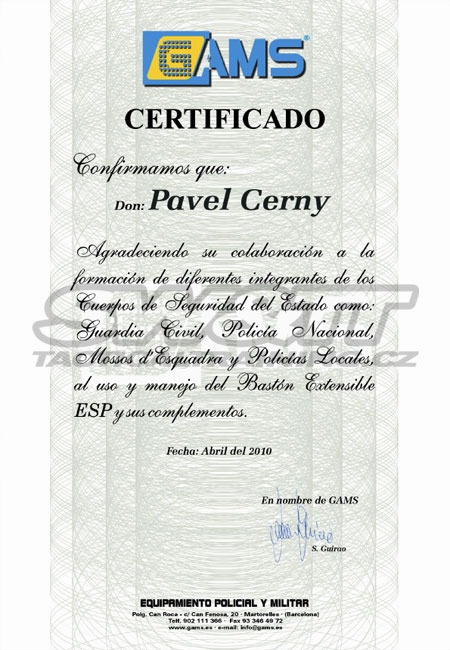 GAMS®
CERTIFICADO
Confirmamos que:
Don: Pavel Cerny
Agradeciendo su colaboración a la
formación de diferentes integrantes de los
Cuerpos de Seguridad del Estado como:
Guardia Civil, Policía Nacional,
Mossos d'Esquadra y Policías Locales,
al uso y manejo del Bastón Extensible
ESP y sus complementos.
Fecha: Abril del 2010
En nombre de GAMS
S. Guirao
EQUIPAMIENTO POLICIAL Y MILITAR
Polg. Can Roca - c/ Can Fenosa, 20 - Martorelles - (Barcelona)
Telf. 902 111 366 - Fax 93 346 49 72
www.gams.es - e-mail: info@gams.es